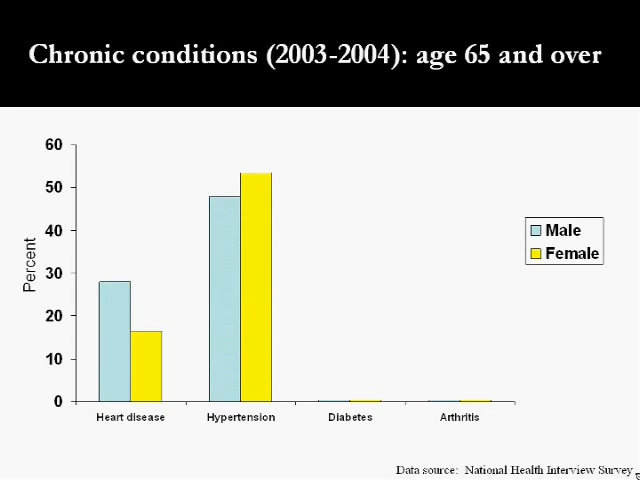 Chronic conditions (2003-2004): age 65 and over
60
50
40
30
20
10
0
Percent
Heart disease
Hypertension
Diabetes
Arthritis
Male
Female
Data source: National Health Interview Survey